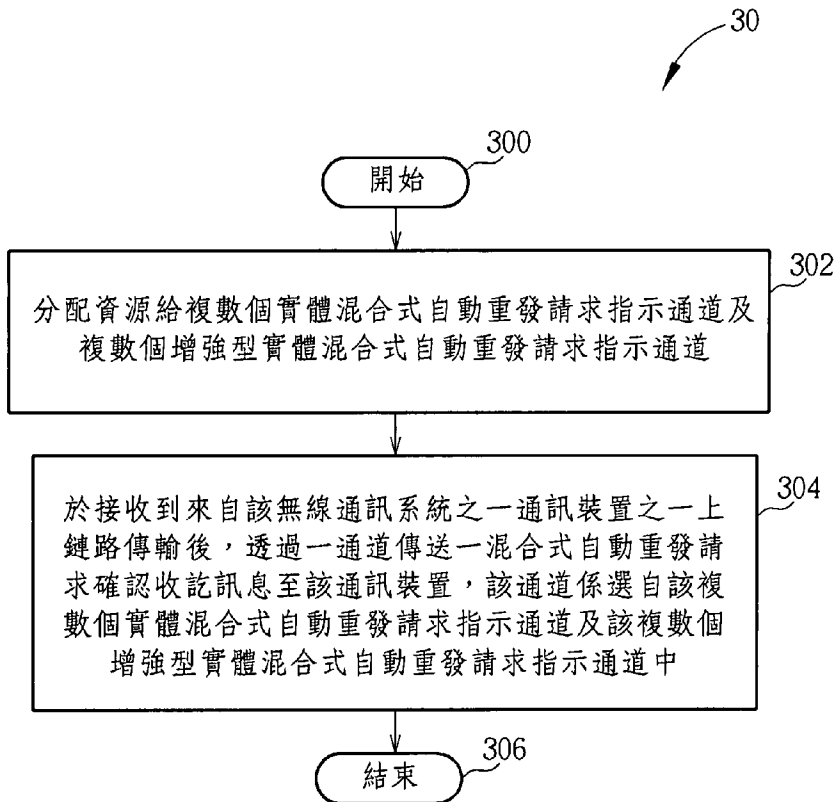 30
300
開始
302
分配資源給複數個實體混合式自動重發請求指示通道及
複數個增強型實體混合式自動重發請求指示通道
304
於接收到來自該無線通訊系統之一通訊裝置之一上
鏈路傳輸後，透過一通道傳送一混合式自動重發請
求確認收訖訊息至該通訊裝置，該通道係選自該複
數個實體混合式自動重發請求指示通道及該複數個
增強型實體混合式自動重發請求指示通道中
306
結束